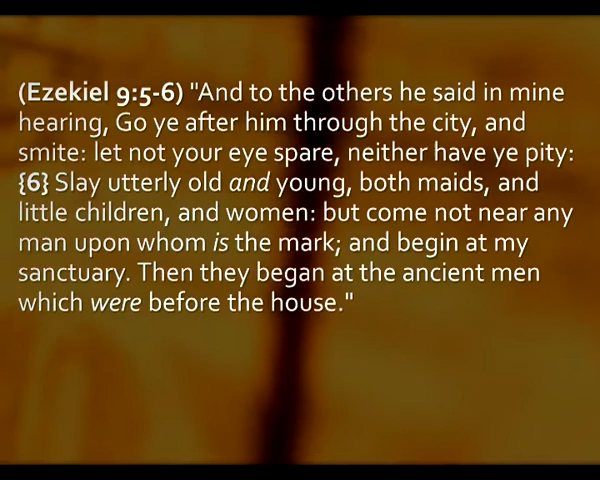 (Ezekiel 9:5-6) "And to the others he said in mine
hearing, Go ye after him through the city, and
smite: let not your eye spare, neither have ye pity:
{6} Slay utterly old and young, both maids, and
little children, and women: but come not near any
man upon whom is the mark; and begin at my
sanctuary. Then they began at the ancient men
which were before the house."